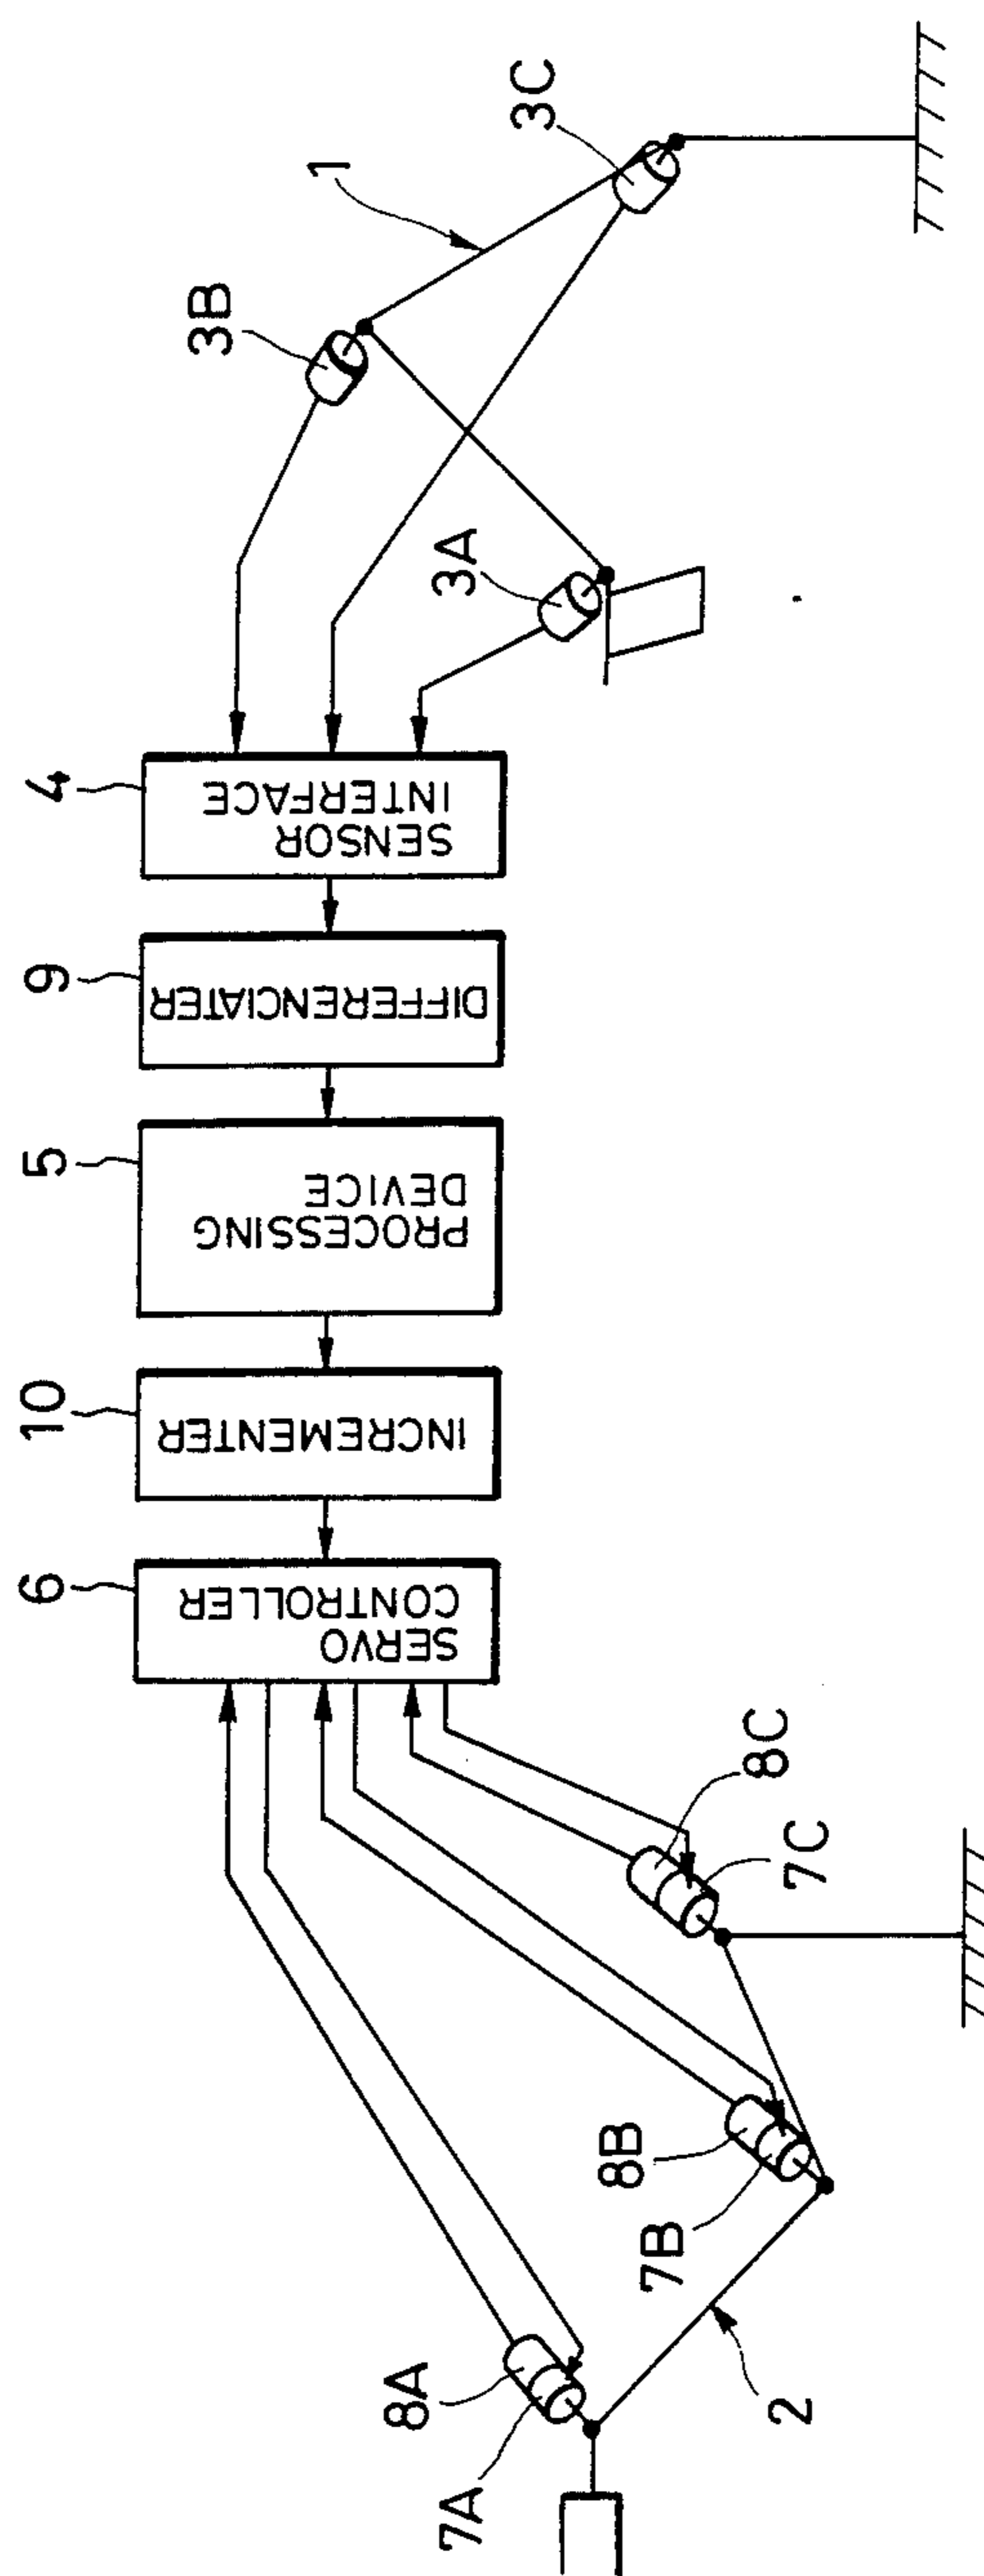 1
3C
3B
3A
4
SENSOR
INTERFACE
9
DIFFERENCIATER
5
PROCESSING
DEVICE
10
INCREMENTER
6
SERVO
CONTROLLER
8C
7C
8B
7B
8A
7A
2